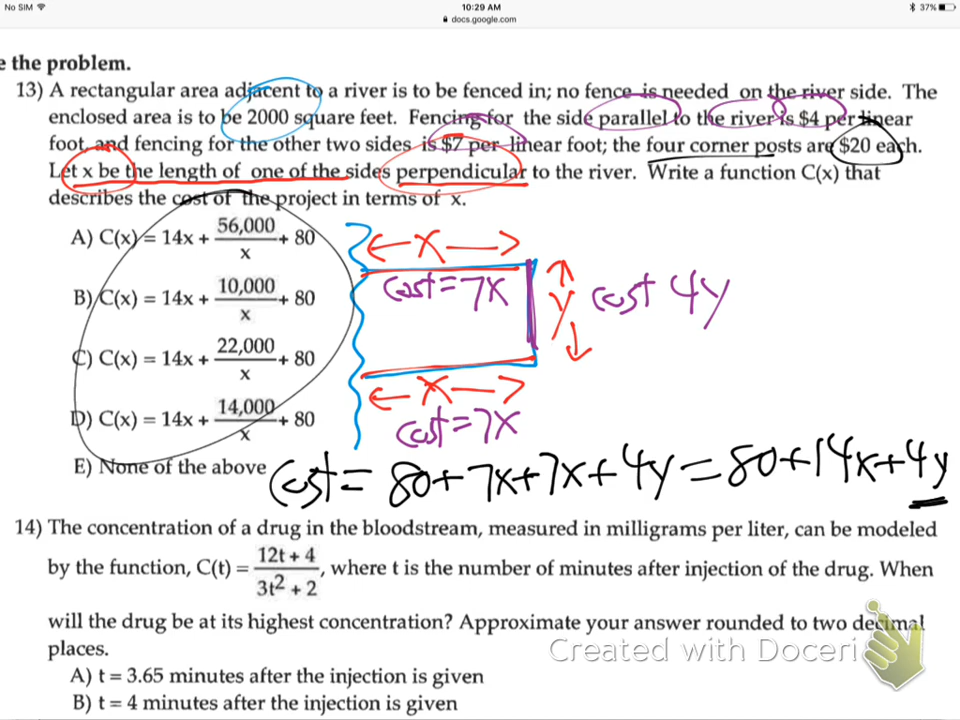 No SIM 10:29 AM 37%
docs.google.com
e the problem.
13) A rectangular area adjacent to a river is to be fenced in; no fence is needed on the river side. The
enclosed area is to be 2000 square feet. Fencing for the side parallel to the river is $4 per linear
foot, and fencing for the other two sides is $7 per linear foot; the four corner posts are $20 each.
Let x be the length of one of the sides perpendicular to the river. Write a function C(x) that
describes the cost of the project in terms of x.
A) C(x) = 14x + 56,000/x + 80
B) C(x) = 14x + 10,000/x + 80
C) C(x) = 14x + 22,000/x + 80
D) C(x) = 14x + 14,000/x + 80
E) None of the above
X
cost = 7X
Y cost 4Y
X
cost = 7X
Cost = 80 + 7x + 7x + 4y = 80 + 14x + 4y
14) The concentration of a drug in the bloodstream, measured in milligrams per liter, can be modeled
by the function, C(t) = 12t + 4 / 3t² + 2, where t is the number of minutes after injection of the drug. When
will the drug be at its highest concentration? Approximate your answer rounded to two decimal
places.
Created with Doceri
A) t = 3.65 minutes after the injection is given
B) t = 4 minutes after the injection is given